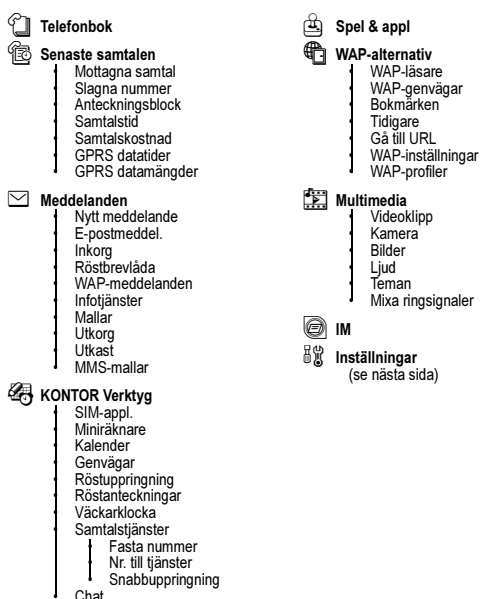 Telefonbok
Senaste samtalen
Mottagna samtal
Slagna nummer
Anteckningsblock
Samtalstid
Samtalskostnad
GPRS datatider
GPRS datamängder
Meddelanden
Nytt meddelande
E-postmeddel.
Inkorg
Röstbrevlåda
WAP-meddelanden
Infotjänster
Mallar
Utkorg
Utkast
MMS-mallar
KONTOR Verktyg
SIM-appl.
Miniräknare
Kalender
Genvägar
Röstuppringning
Röstanteckningar
Väckarklocka
Samtalstjänster
Fasta nummer
Nr. till tjänster
Snabbuppringning
Chat
Spel & appl
WAP-alternativ
WAP-läsare
WAP-genvägar
Bokmärken
Tidigare
Gå till URL
WAP-inställningar
WAP-profiler
Multimedia
Videoklipp
Kamera
Bilder
Ljud
Teman
Mixa ringsignaler
IM
Inställningar
(se nästa sida)